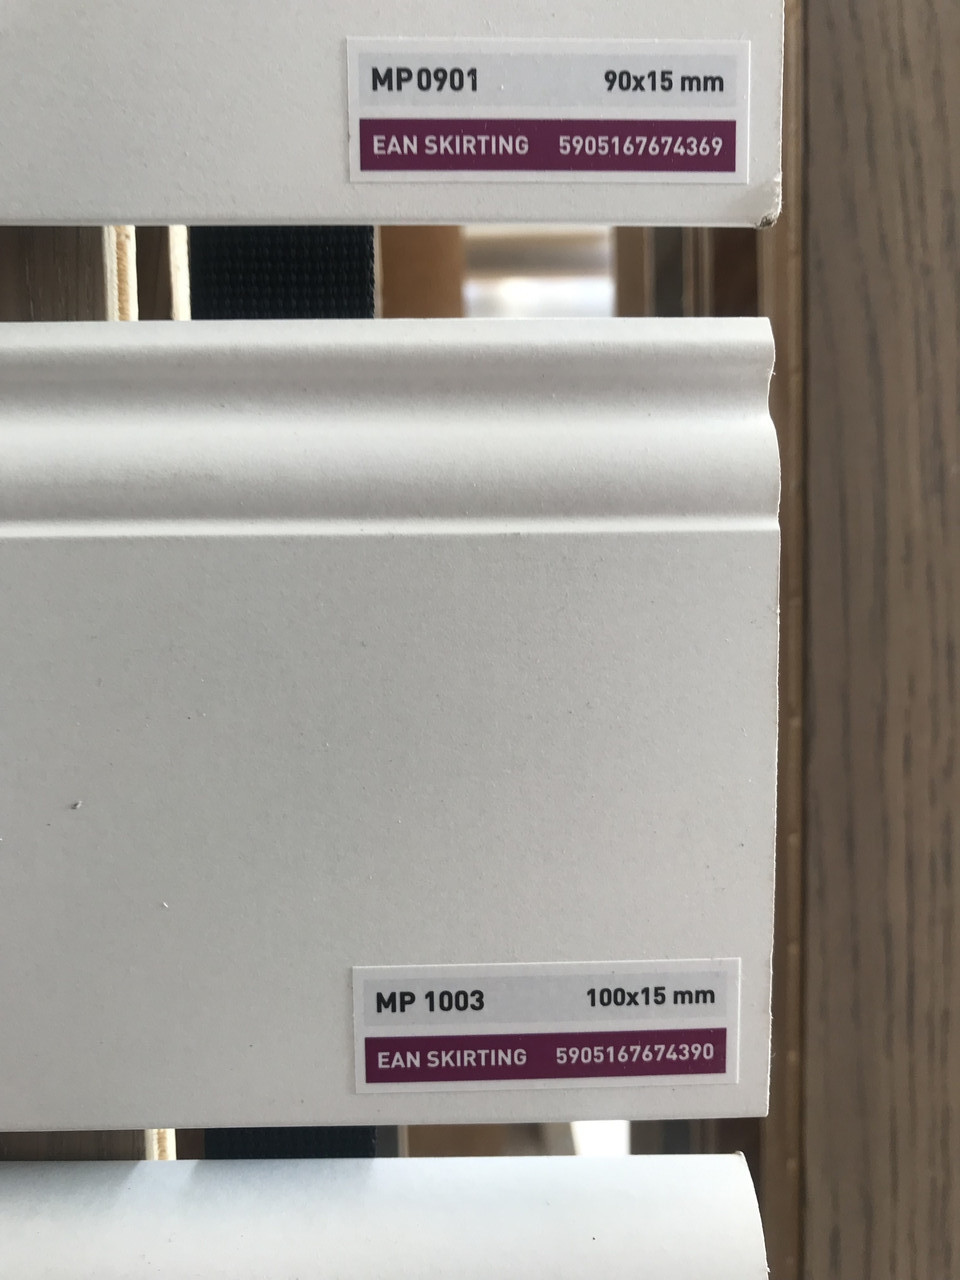 MP0901 90x15 mm
EAN SKIRTING 5905167674369
MP 1003 100x15 mm
EAN SKIRTING 5905167674390